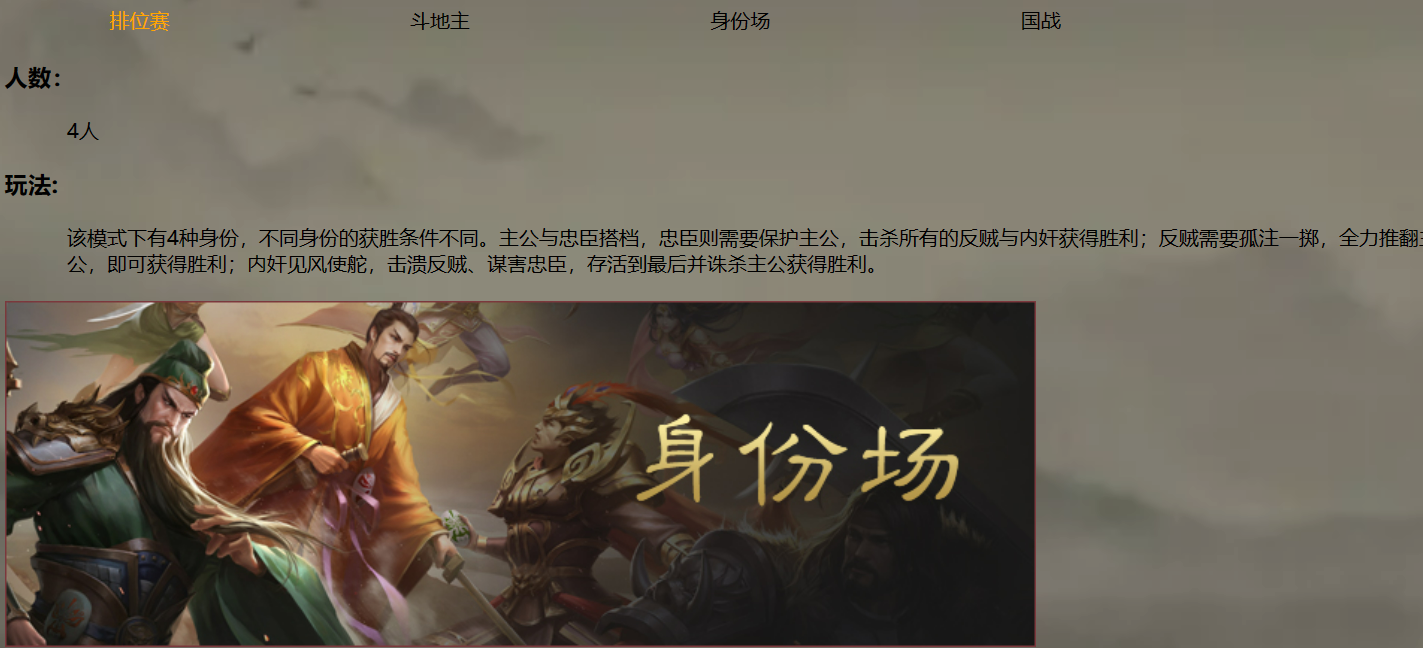 排位赛 斗地主 身份场 国战
人数：
4人
玩法:
该模式下有4种身份，不同身份的获胜条件不同。主公与忠臣搭档，忠臣则需要保护主公，击杀所有的反贼与内奸获得胜利；反贼需要孤注一掷，全力推翻主
公，即可获得胜利；内奸见风使舵，击溃反贼、谋害忠臣，存活到最后并诛杀主公获得胜利。
身份场